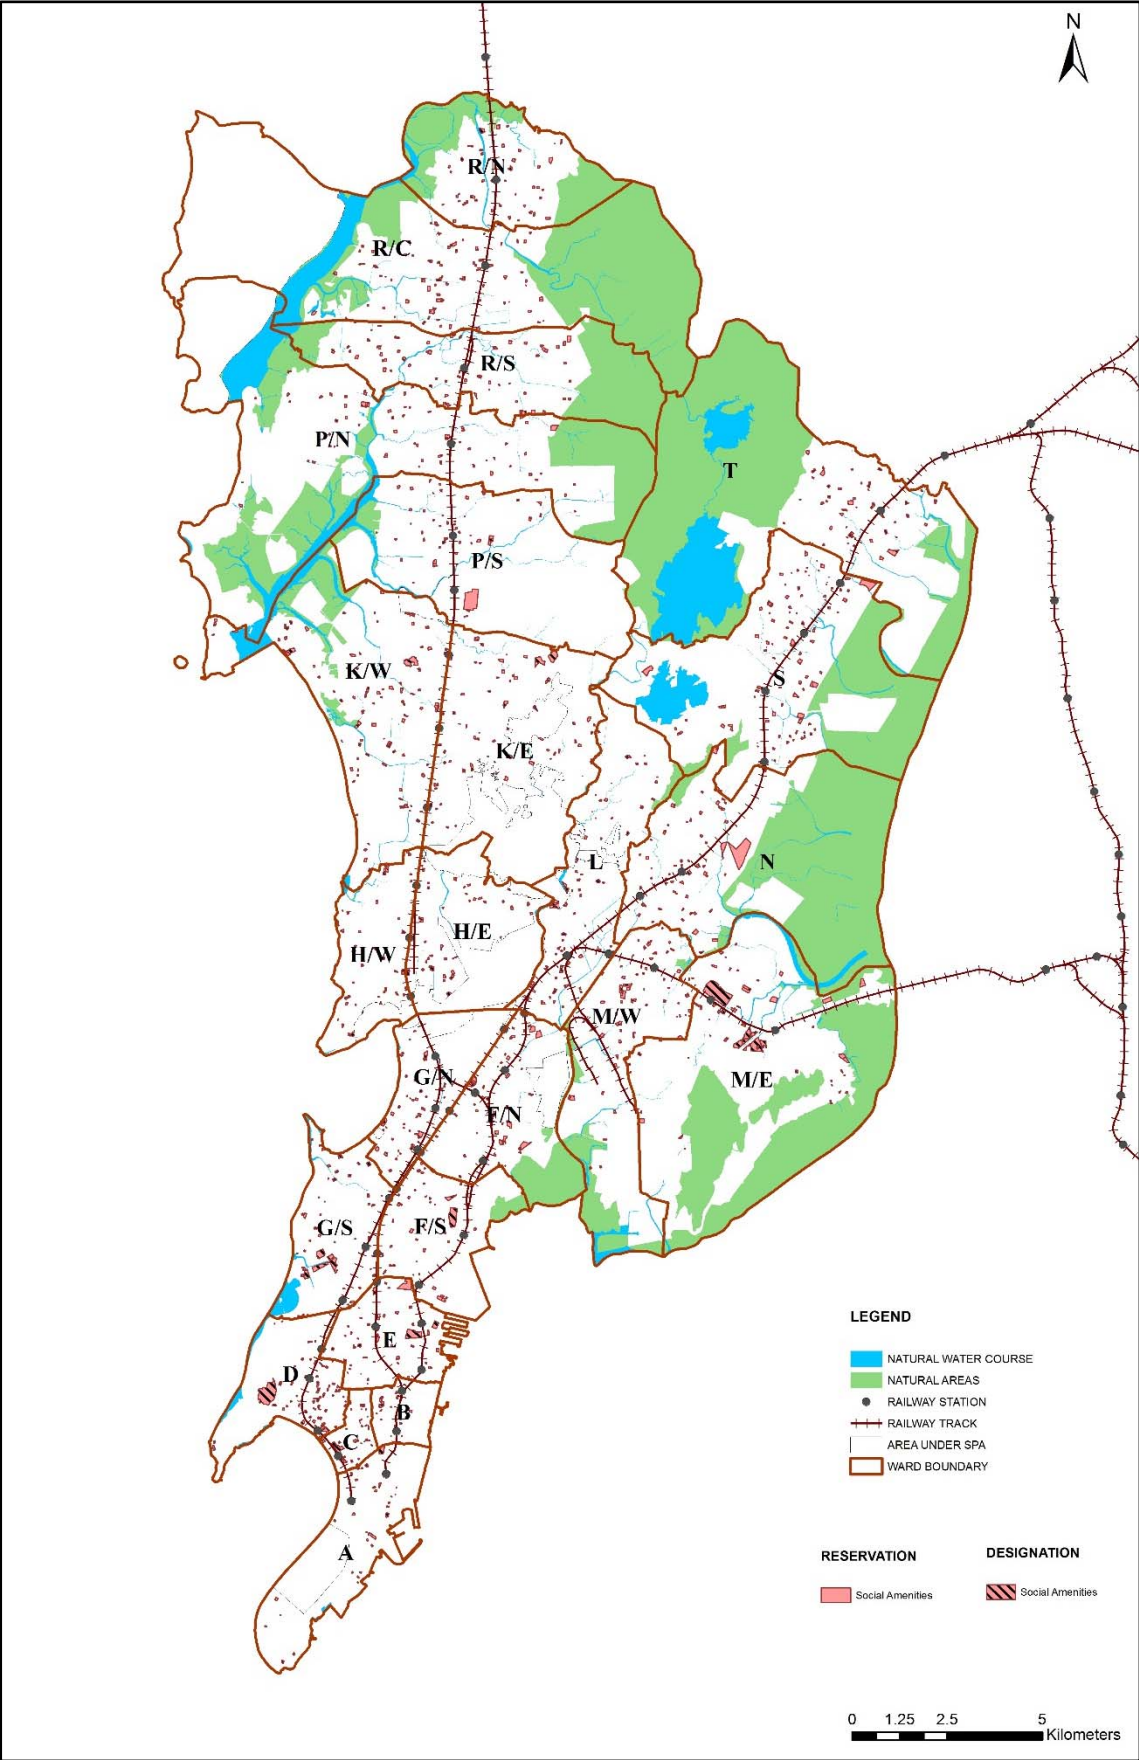 N
R/N
R/C
R/S
P/N
T
P/S
K/W
S
K/E
L
N
H/E
H/W
M/W
G/N
M/E
F/N
G/S
F/S
E
D
B
C
A
LEGEND
NATURAL WATER COURSE
NATURAL AREAS
RAILWAY STATION
RAILWAY TRACK
AREA UNDER SPA
WARD BOUNDARY
RESERVATION
DESIGNATION
Social Amenities
Social Amenities
0 1.25 2.5 5
Kilometers